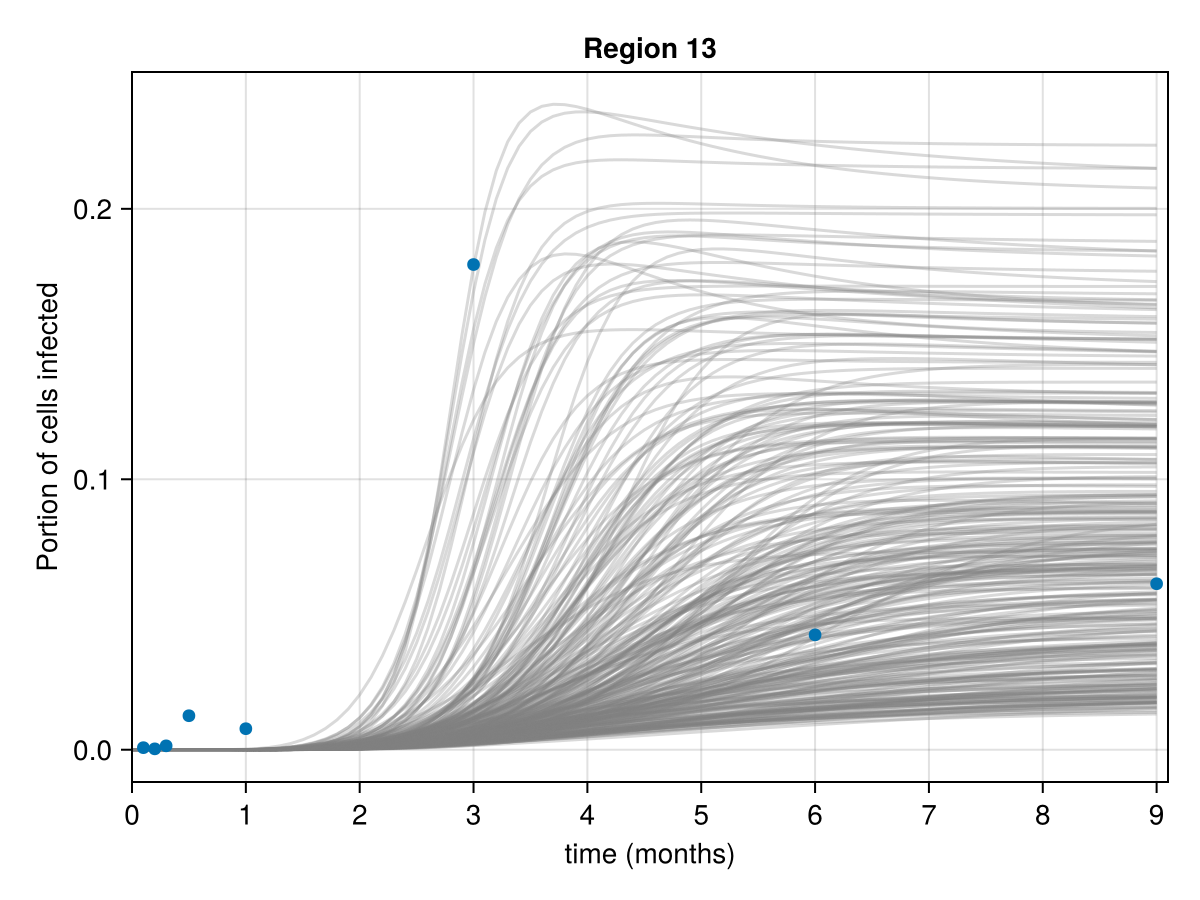 Region 13
Portion of cells infected
0.2
0.1
0.0
0 1 2 3 4 5 6 7 8 9
time (months)